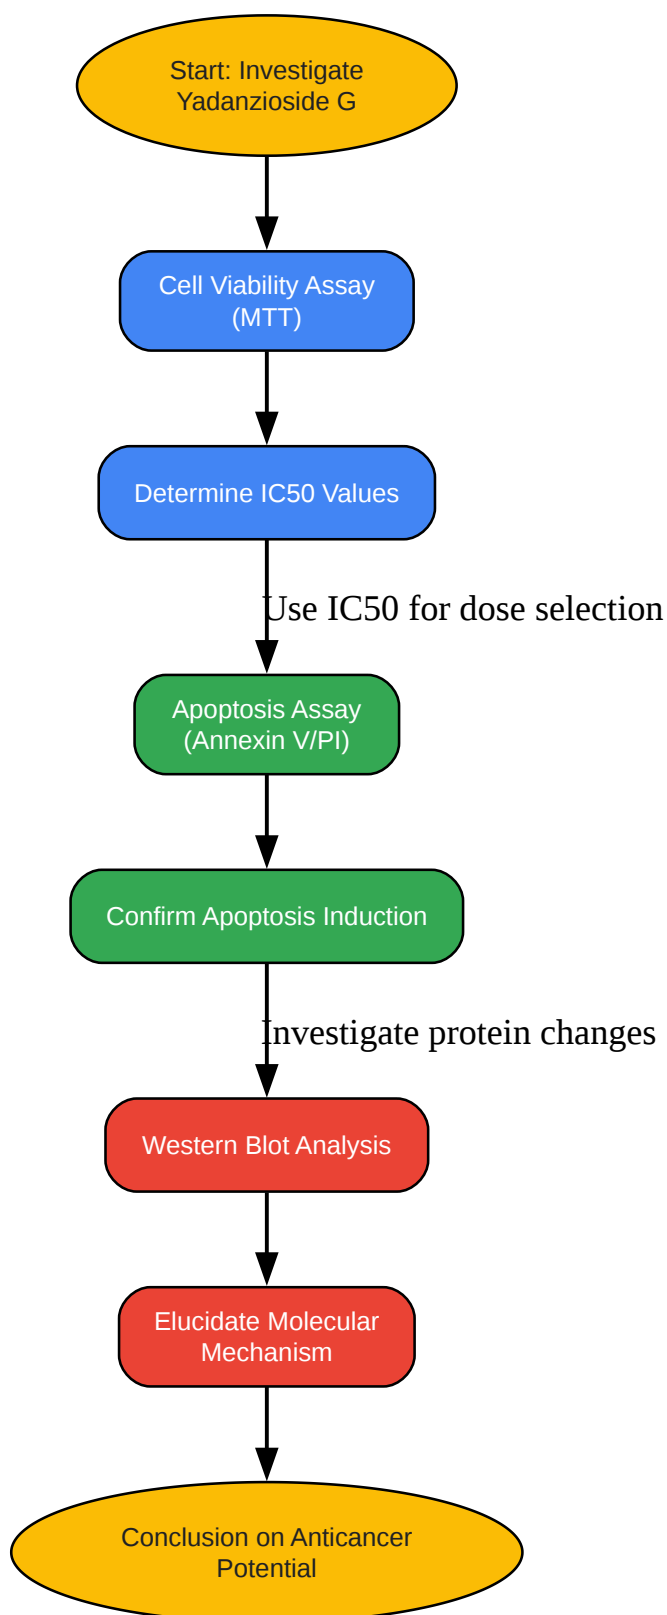 Start: Investigate
Yadanzioside G
Cell Viability Assay
(MTT)
Determine IC50 Values
Use IC50 for dose selection
Apoptosis Assay
(Annexin V/PI)
Confirm Apoptosis Induction
Investigate protein changes
Western Blot Analysis
Elucidate Molecular
Mechanism
Conclusion on Anticancer
Potential